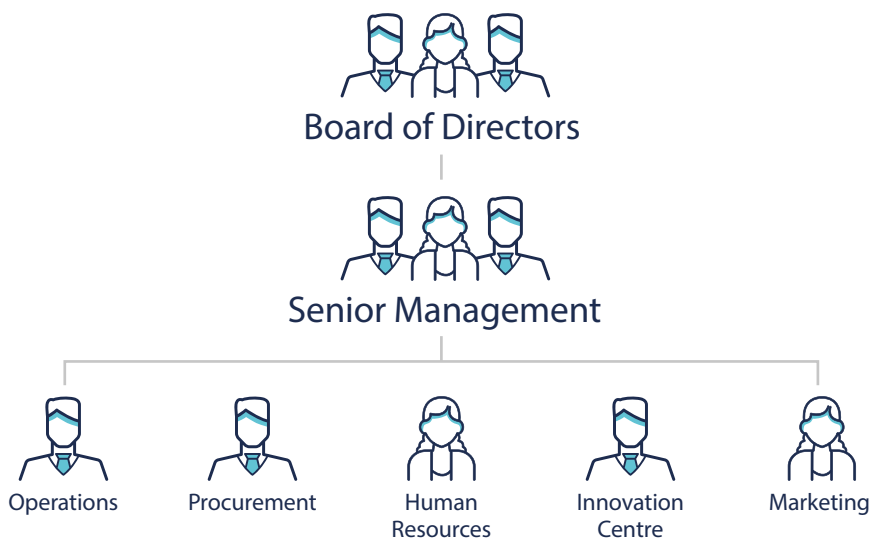 Board of Directors
Senior Management
Operations
Procurement
Human
Resources
Innovation
Centre
Marketing